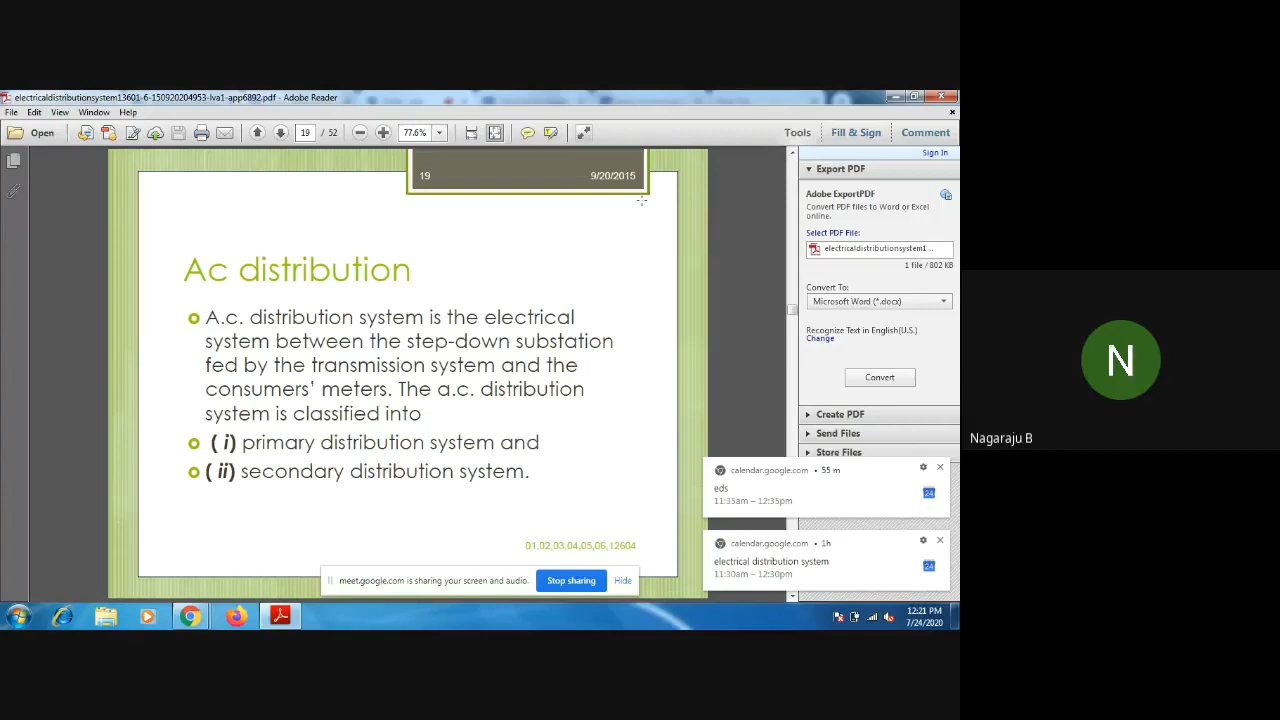 electricaldistributionsystem13601-6-150920204953-lva1-app6892.pdf - Adobe Reader
File Edit View Window Help
Open 19 / 52 77.6% Tools Fill & Sign Comment
Sign In
19 9/20/2015
Ac distribution
A.c. distribution system is the electrical
system between the step-down substation
fed by the transmission system and the
consumers’ meters. The a.c. distribution
system is classified into
( i) primary distribution system and
( ii) secondary distribution system.
01,02,03,04,05,06,12604
Export PDF
Adobe ExportPDF
Convert PDF files to Word or Excel
online.
Select PDF File:
electricaldistributionsystem1...
1 file / 802 KB
Convert To:
Microsoft Word (*.docx)
Recognize Text in English(U.S.)
Change
Convert
Create PDF
Send Files
Store Files
calendar.google.com • 55 m
eds
11:35am – 12:35pm
24
calendar.google.com • 1h
electrical distribution system
11:30am – 12:30pm
24
meet.google.com is sharing your screen and audio. Stop sharing Hide
12:21 PM
7/24/2020
N
Nagaraju B